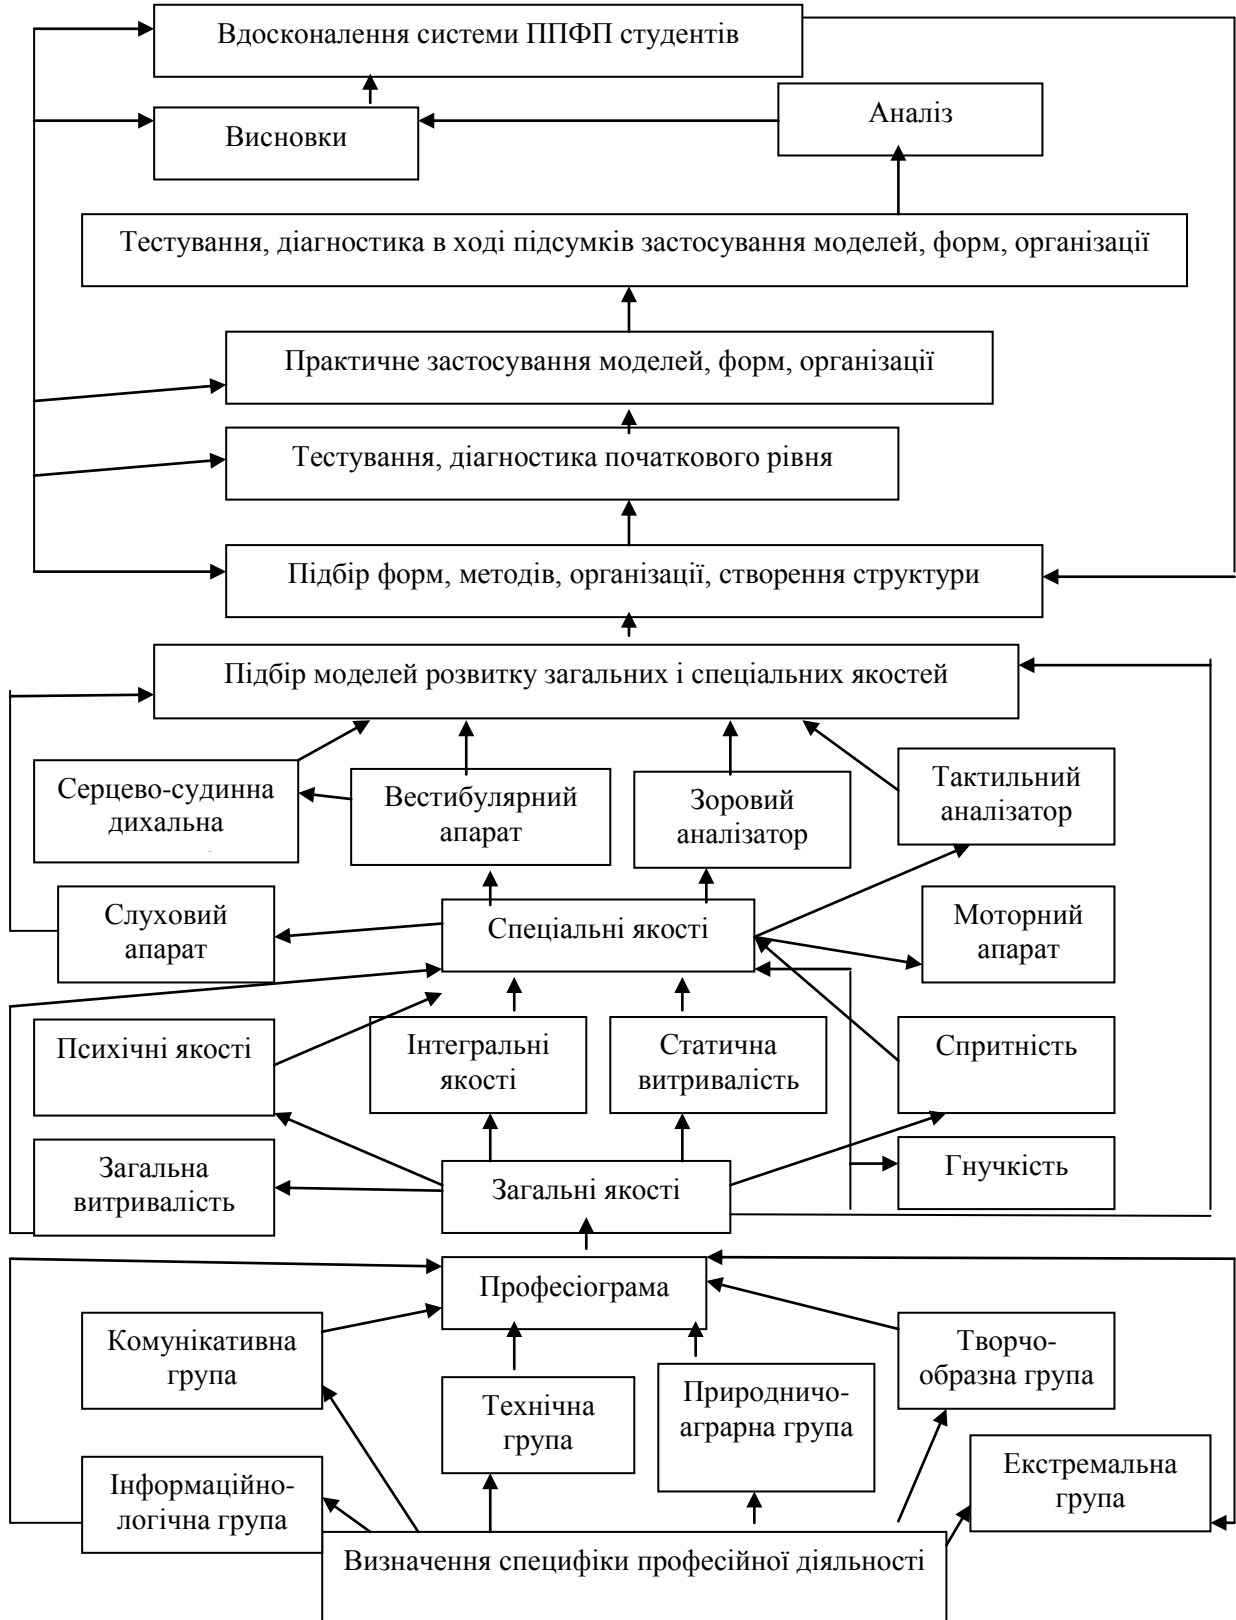 Вдосконалення системи ППФП студентів
Висновки
Аналіз
Тестування, діагностика в ході підсумків застосування моделей, форм, організації
Практичне застосування моделей, форм, організації
Тестування, діагностика початкового рівня
Підбір форм, методів, організації, створення структури
Підбір моделей розвитку загальних і спеціальних якостей
Серцево-судинна
дихальна
Вестибулярний
апарат
Зоровий
аналізатор
Тактильний
аналізатор
Слуховий
апарат
Спеціальні якості
Моторний
апарат
Психічні якості
Інтегральні
якості
Статична
витривалість
Спритність
Загальна
витривалість
Загальні якості
Гнучкість
Професіограма
Комунікативна
група
Технічна
група
Природничо-
аграрна група
Творчо-
образна група
Інформаційно-
логічна група
Екстремальна
група
Визначення специфіки професійної діяльності